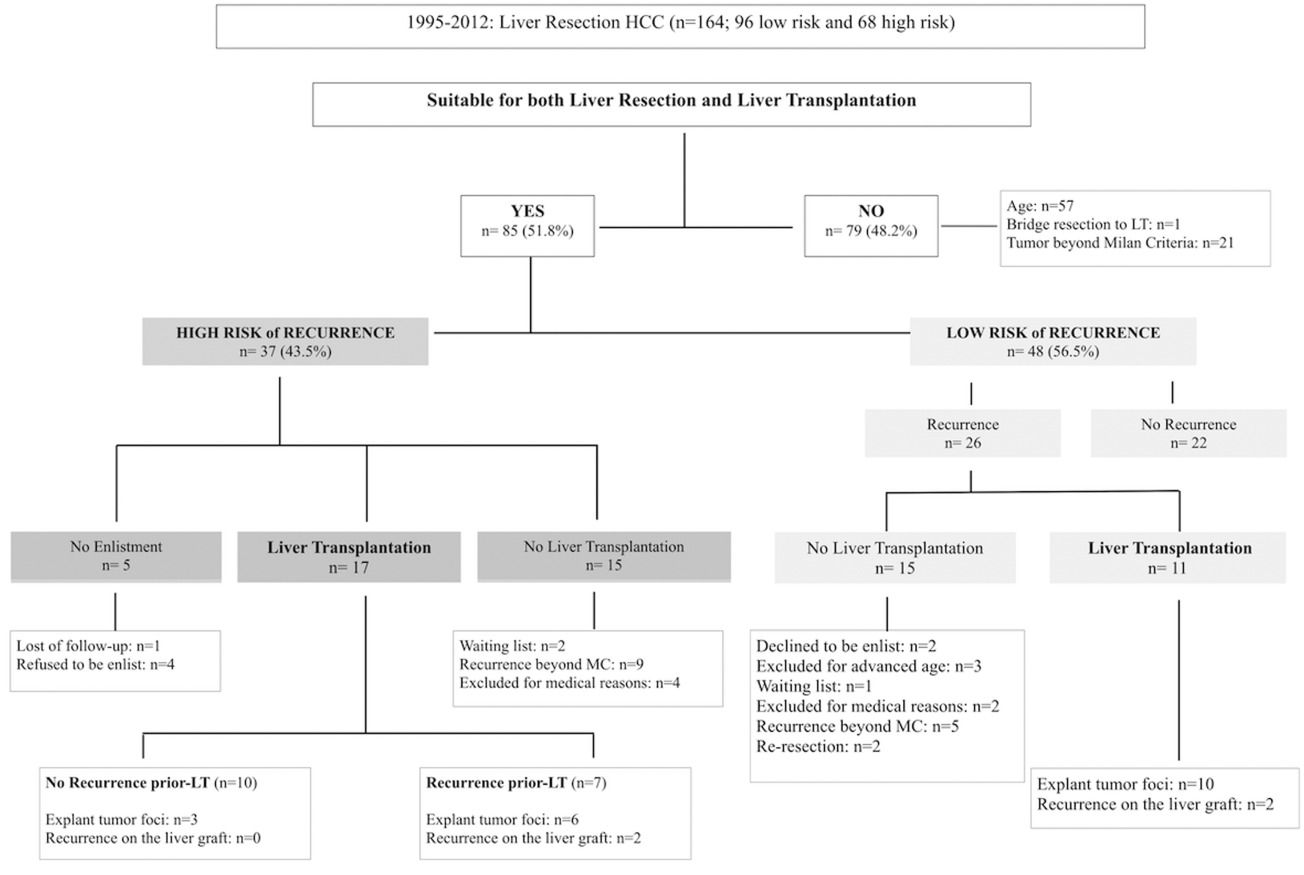 1995-2012: Liver Resection HCC (n=164; 96 low risk and 68 high risk)
Suitable for both Liver Resection and Liver Transplantation
YES
n= 85 (51.8%)
NO
n= 79 (48.2%)
Age: n=57
Bridge resection to LT: n=1
Tumor beyond Milan Criteria: n=21
HIGH RISK of RECURRENCE
n= 37 (43.5%)
LOW RISK of RECURRENCE
n= 48 (56.5%)
Recurrence
n= 26
No Recurrence
n= 22
No Enlistment
n= 5
Liver Transplantation
n= 17
No Liver Transplantation
n= 15
No Liver Transplantation
n= 15
Liver Transplantation
n= 11
Lost of follow-up: n=1
Refused to be enlist: n=4
Waiting list: n=2
Recurrence beyond MC: n=9
Excluded for medical reasons: n=4
Declined to be enlist: n=2
Excluded for advanced age: n=3
Waiting list: n=1
Excluded for medical reasons: n=2
Recurrence beyond MC: n=5
Re-resection: n=2
No Recurrence prior-LT (n=10)
Explant tumor foci: n=3
Recurrence on the liver graft: n=0
Recurrence prior-LT (n=7)
Explant tumor foci: n=6
Recurrence on the liver graft: n=2
Explant tumor foci: n=10
Recurrence on the liver graft: n=2